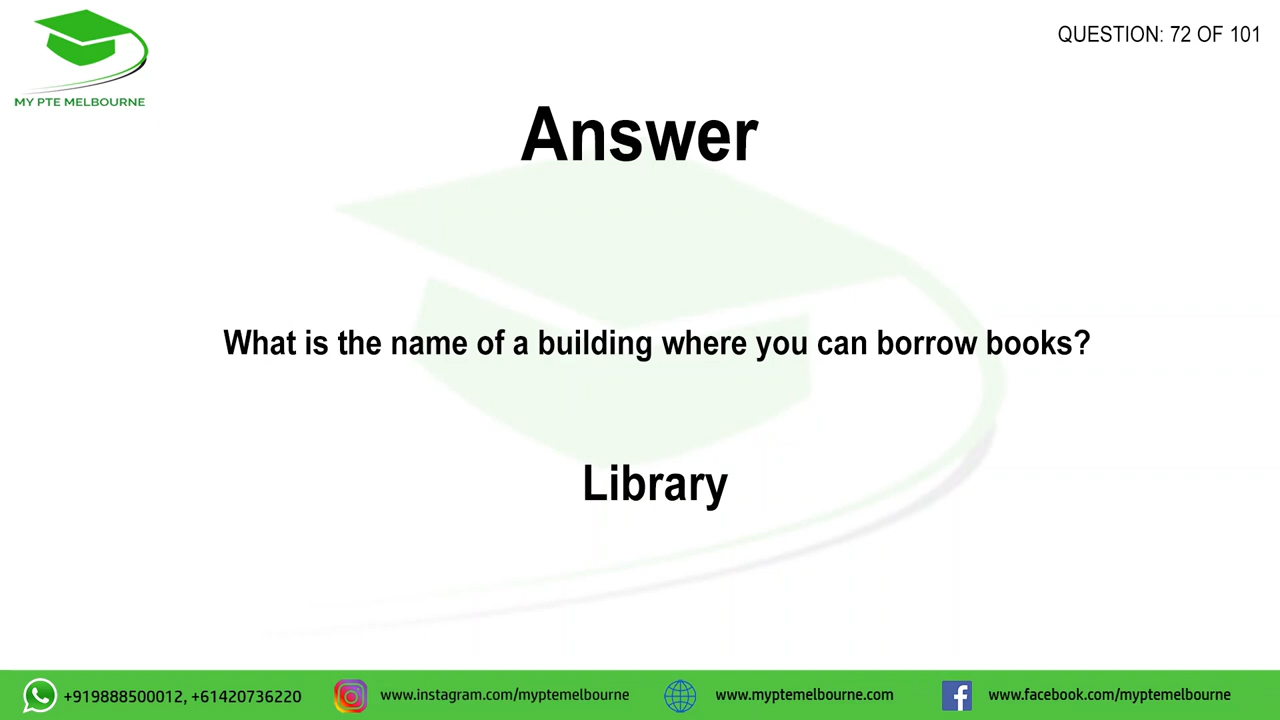 MY PTE MELBOURNE
QUESTION: 72 OF 101
Answer
What is the name of a building where you can borrow books?
Library
+919888500012, +61420736220
www.instagram.com/myptemelbourne
www.myptemelbourne.com
www.facebook.com/myptemelbourne